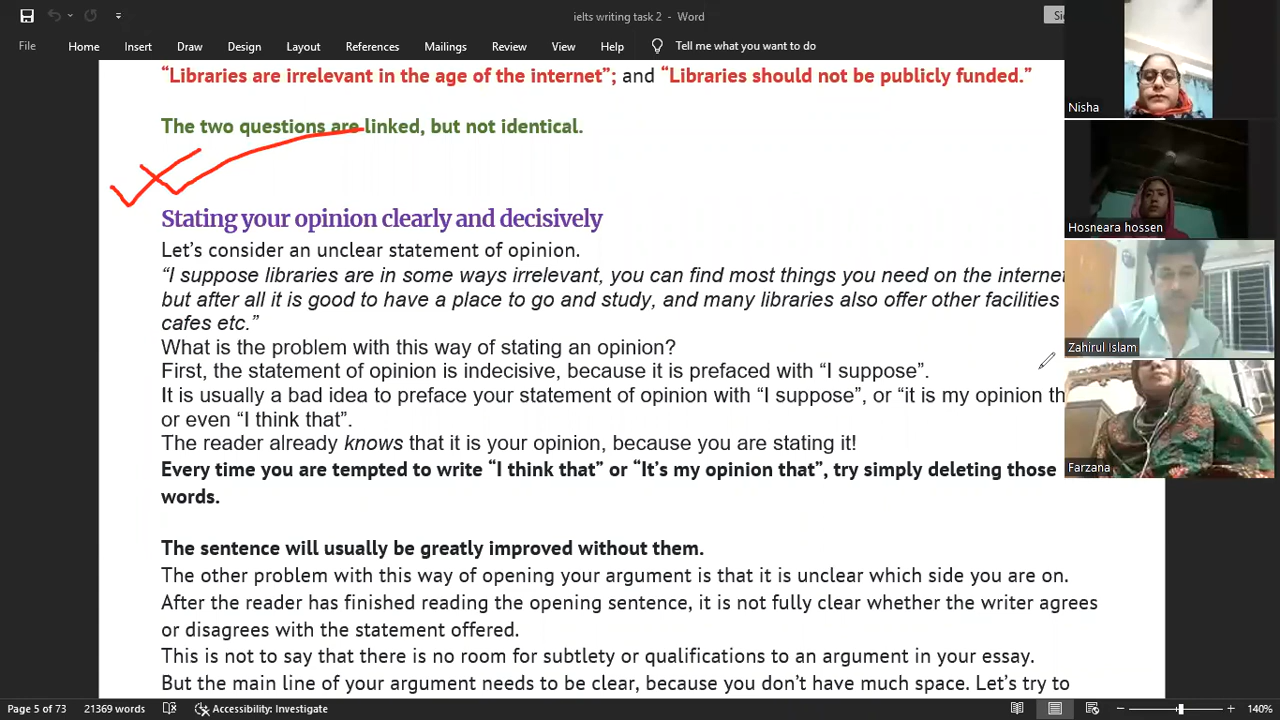 ielts writing task 2 - Word
File Home Insert Draw Design Layout References Mailings Review View Help Tell me what you want to do
“Libraries are irrelevant in the age of the internet”; and “Libraries should not be publicly funded.”
The two questions are linked, but not identical.
Stating your opinion clearly and decisively
Let’s consider an unclear statement of opinion.
“I suppose libraries are in some ways irrelevant, you can find most things you need on the internet
but after all it is good to have a place to go and study, and many libraries also offer other facilities
cafes etc.”
What is the problem with this way of stating an opinion?
First, the statement of opinion is indecisive, because it is prefaced with “I suppose”.
It is usually a bad idea to preface your statement of opinion with “I suppose”, or “it is my opinion th
or even “I think that”.
The reader already knows that it is your opinion, because you are stating it!
Every time you are tempted to write “I think that” or “It’s my opinion that”, try simply deleting those
words.
The sentence will usually be greatly improved without them.
The other problem with this way of opening your argument is that it is unclear which side you are on.
After the reader has finished reading the opening sentence, it is not fully clear whether the writer agrees
or disagrees with the statement offered.
This is not to say that there is no room for subtlety or qualifications to an argument in your essay.
But the main line of your argument needs to be clear, because you don’t have much space. Let’s try to
Nisha
Hosneara hossen
Zahirul Islam
Farzana
Page 5 of 73 21369 words Accessibility: Investigate 140%